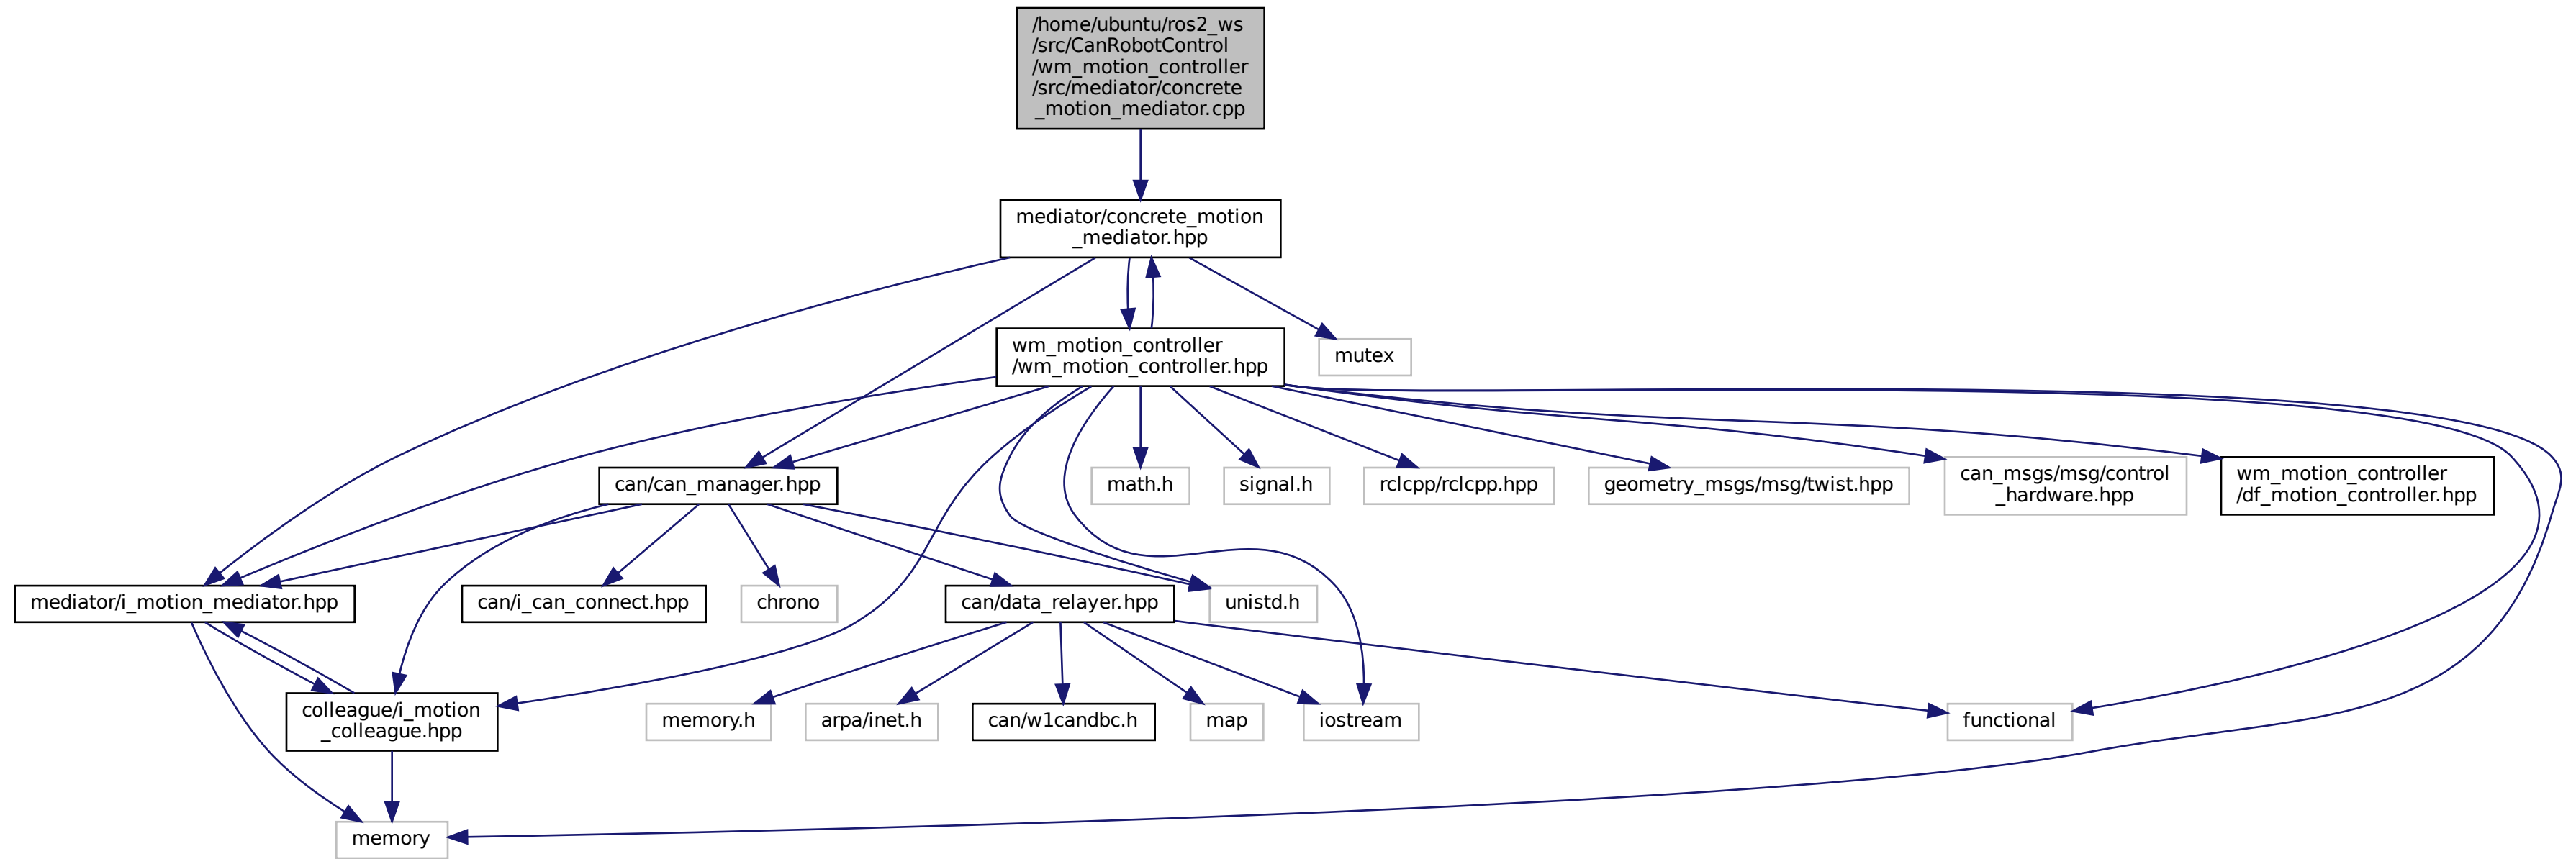 /home/ubuntu/ros2_ws
/src/CanRobotControl
/wm_motion_controller
/src/mediator/concrete
_motion_mediator.cpp
mediator/concrete_motion
_mediator.hpp
wm_motion_controller
/wm_motion_controller.hpp
mutex
can/can_manager.hpp
math.h
signal.h
rclcpp/rclcpp.hpp
geometry_msgs/msg/twist.hpp
can_msgs/msg/control
_hardware.hpp
wm_motion_controller
/df_motion_controller.hpp
mediator/i_motion_mediator.hpp
can/i_can_connect.hpp
chrono
can/data_relayer.hpp
unistd.h
colleague/i_motion
_colleague.hpp
memory.h
arpa/inet.h
can/w1candbc.h
map
iostream
functional
memory